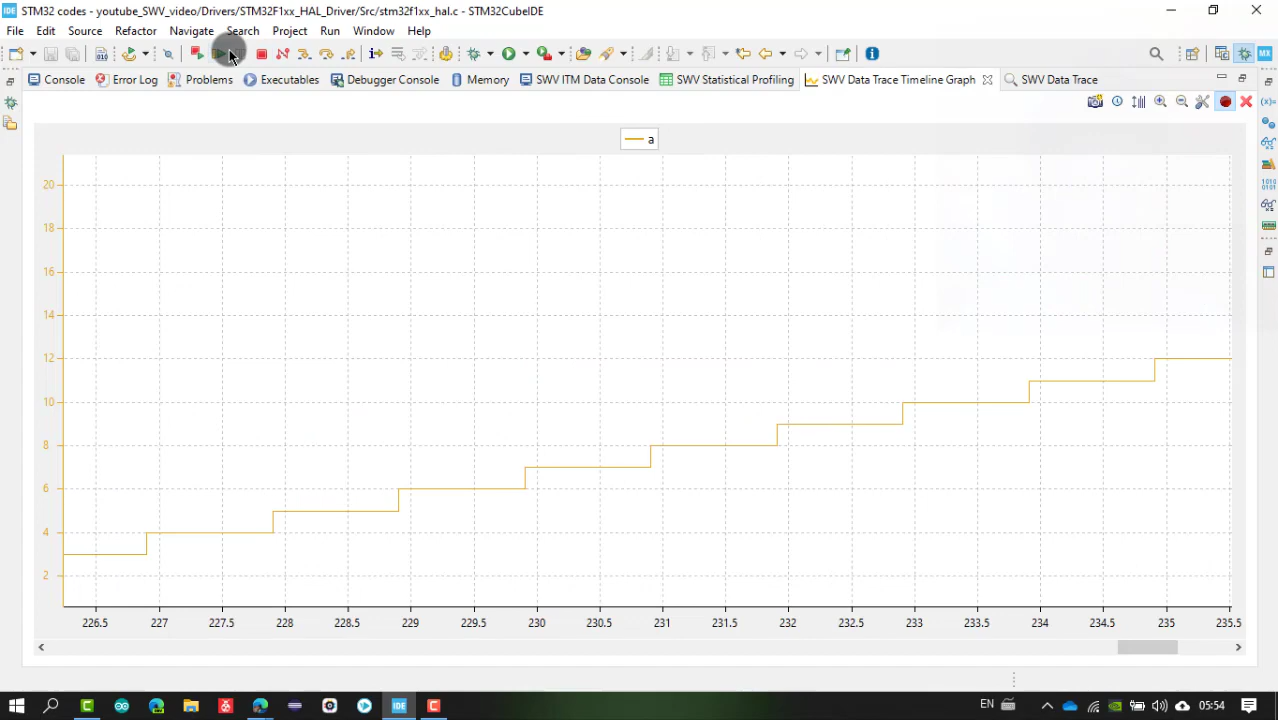 STM32 codes - youtube_SWV_video/Drivers/STM32F1xx_HAL_Driver/Src/stm32f1xx_hal.c - STM32CubeIDE
File Edit Source Refactor Navigate Search Project Run Window Help
MX
Console Error Log Problems Executables Debugger Console Memory SWV ITM Data Console SWV Statistical Profiling SWV Data Trace Timeline Graph SWV Data Trace
a
20
18
16
14
12
10
8
6
4
2
226.5 227 227.5 228 228.5 229 229.5 230 230.5 231 231.5 232 232.5 233 233.5 234 234.5 235 235.5
IDE
EN 05:54